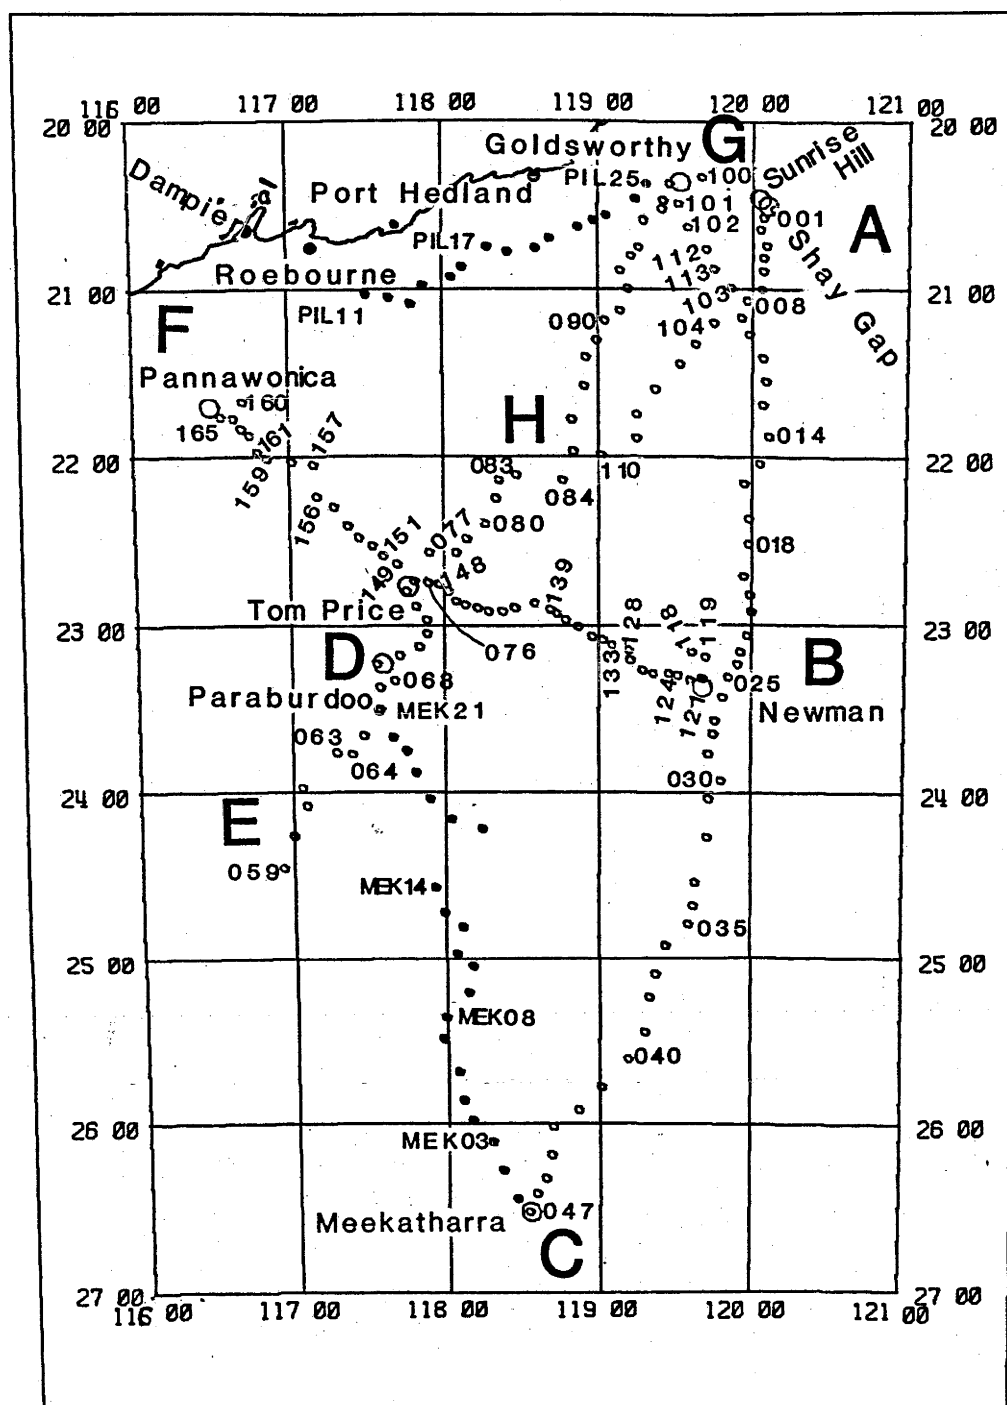 116 00 117 00 118 00 119 00 120 00 121 00
20 00 20 00
Goldsworthy G
Sunrise
Hill
Dampier
Port Hedland
PIL25 100
8 101 001
102
A
PIL17
Shay Gap
Roebourne
112
113
103
21 00 008 21 00
PIL11
F
090
104
Pannawonica
160
H
165
161
157
014
159
22 00 22 00
083
110
084
156
080
077
151
018
148
149
139
Tom Price
128
118
119
23 00 23 00
076
D
133
B
068
124
121
3
025
Paraburdoo
MEK21
Newman
063
064
030
24 00 24 00
E
059
MEK14
035
25 00 25 00
MEK08
040
26 00 26 00
MEK03
047
Meekatharra
C
27 00 27 00
116 00 117 00 118 00 119 00 120 00 121 00